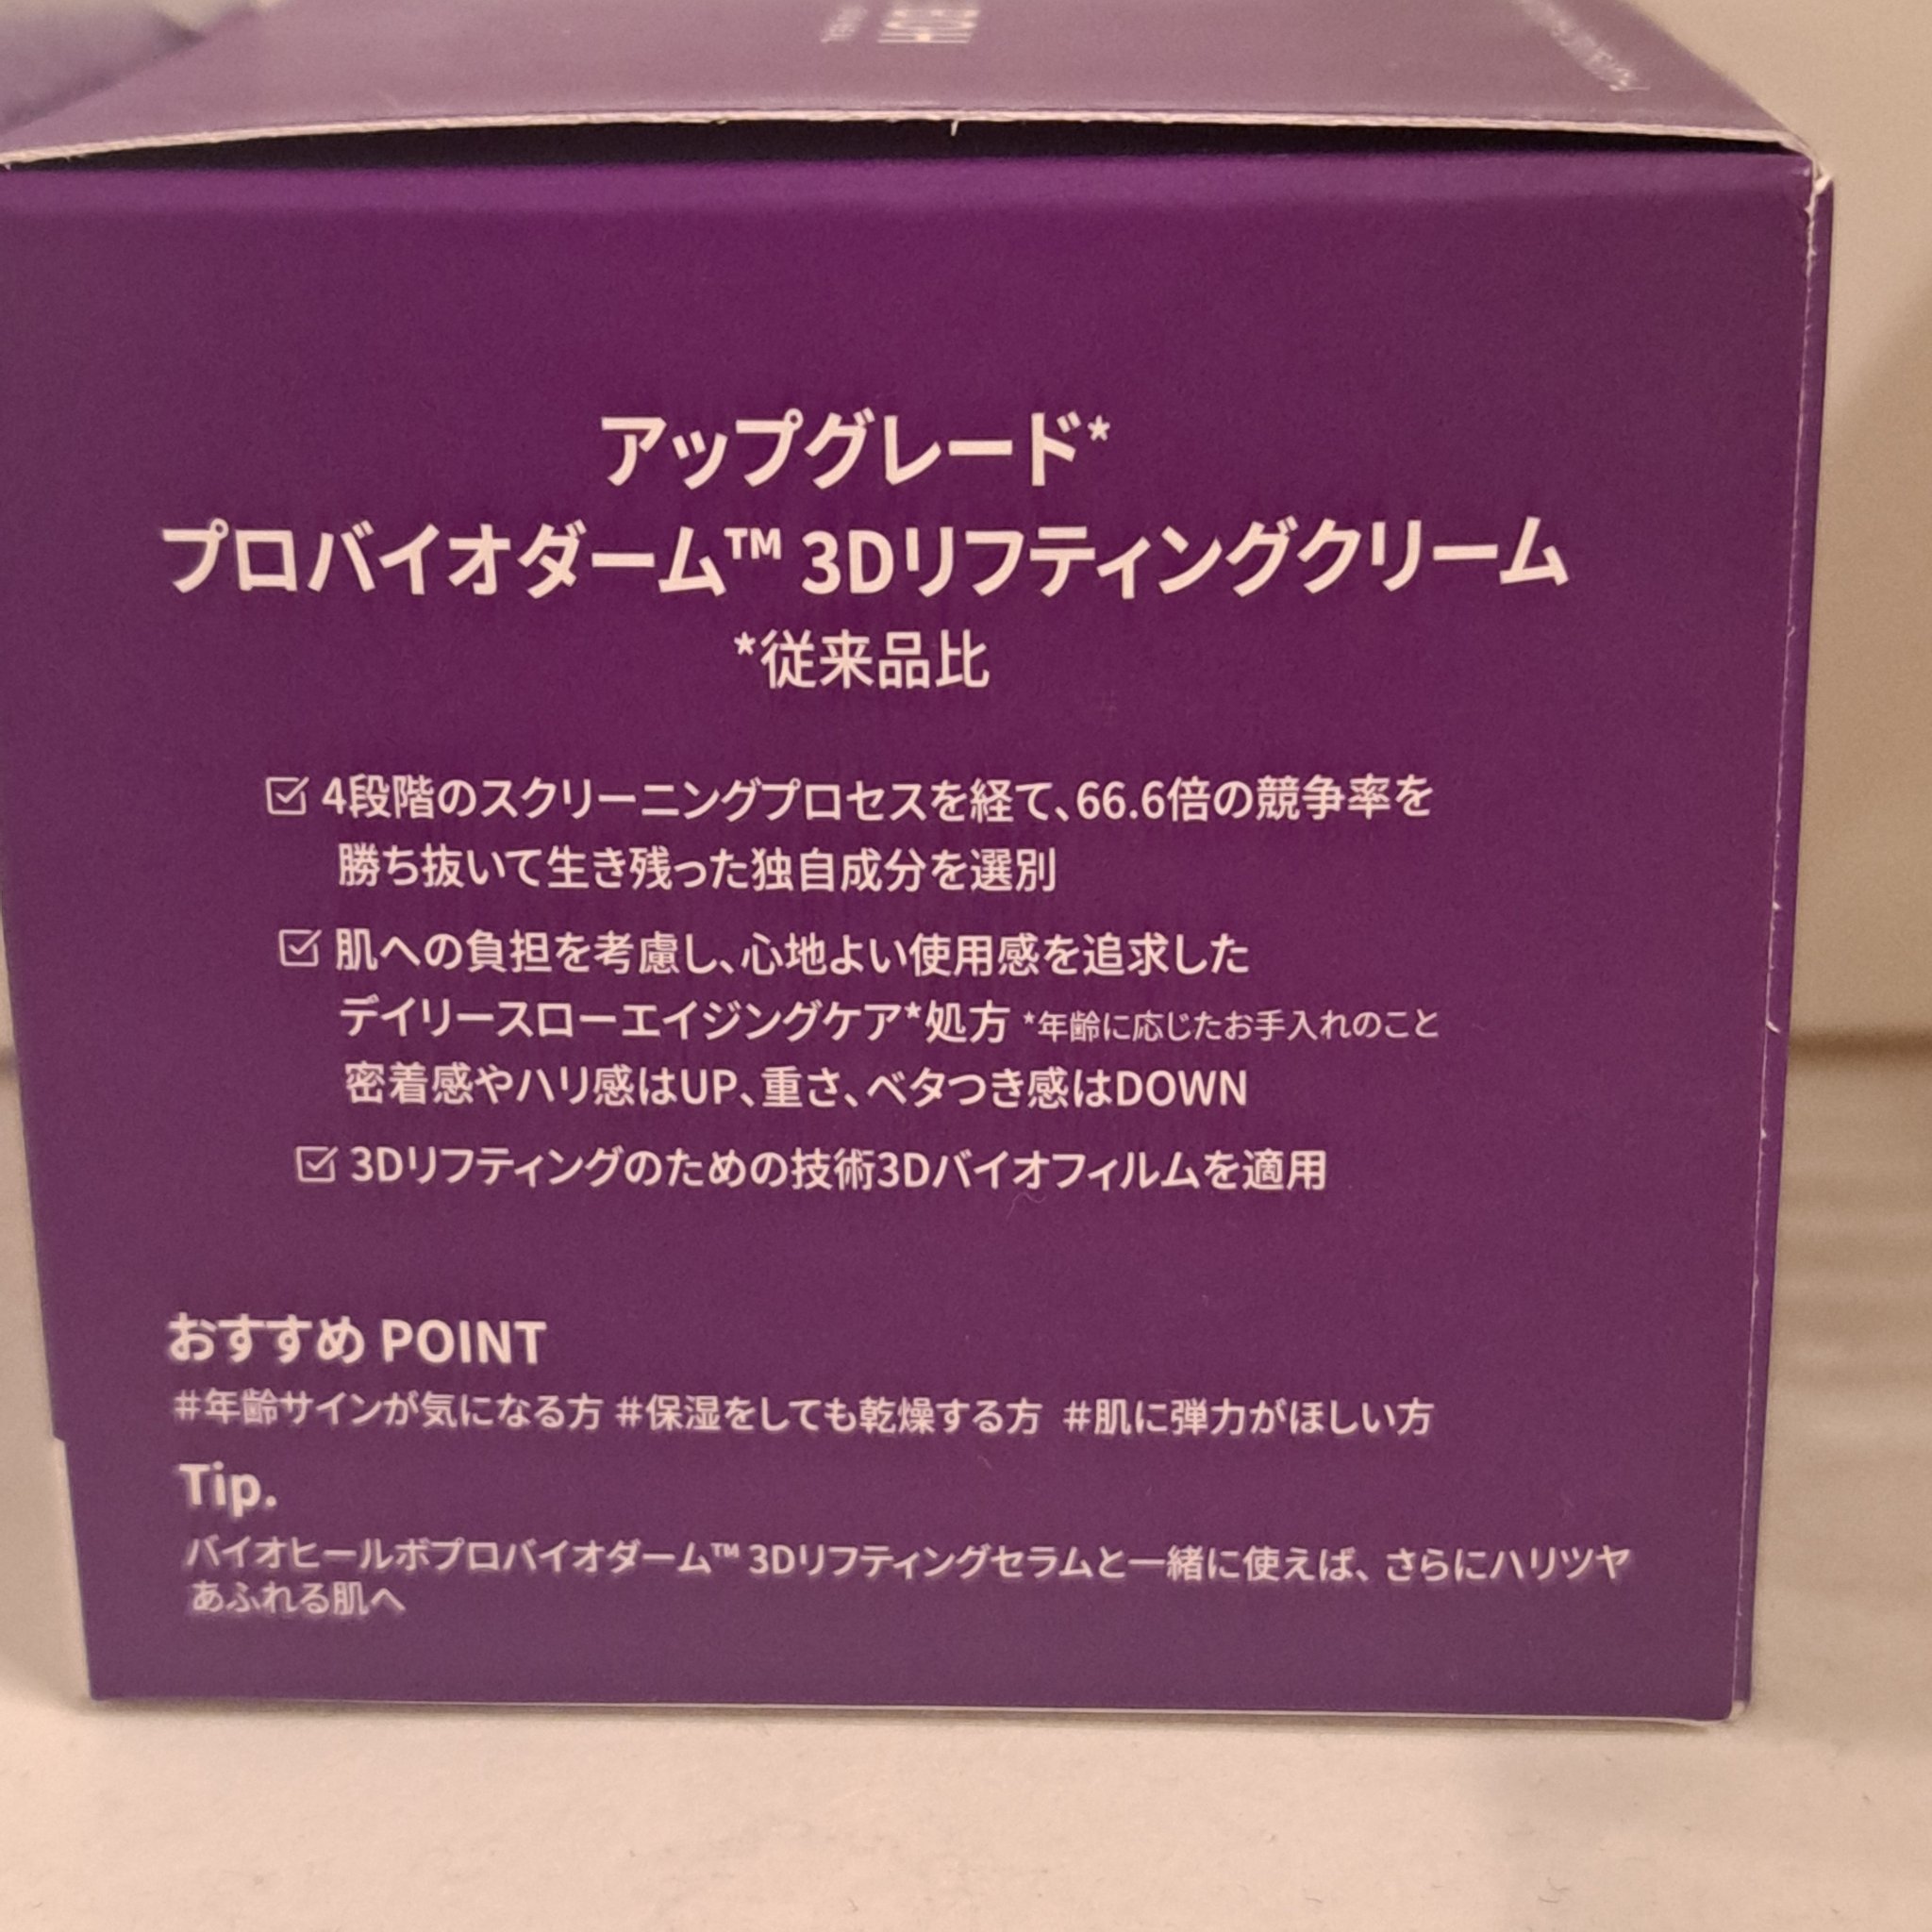 アップグレード*
プロバイオダーム™ 3Dリフティングクリーム
*従来品比
4段階のスクリーニングプロセスを経て、66.6倍の競争率を
勝ち抜いて生き残った独自成分を選別
肌への負担を考慮し、心地よい使用感を追求した
デイリースローエイジングケア*処方 *年齢に応じたお手入れのこと
密着感やハリ感はUP、重さ、ベタつき感はDOWN
3Dリフティングのための技術3Dバイオフィルムを適用
おすすめ POINT
#年齢サインが気になる方 #保湿をしても乾燥する方 #肌に弾力がほしい方
Tip.
バイオヒールボプロバイオダーム™ 3Dリフティングセラムと一緒に使えば、さらにハリツヤ
あふれる肌へ